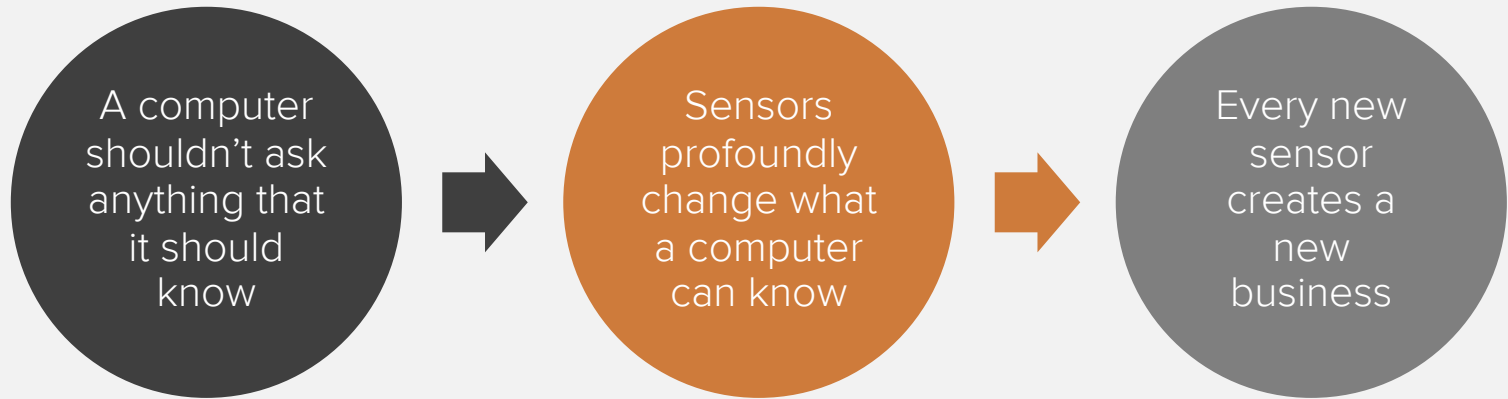 A computer
shouldn’t ask
anything that
it should
know
Sensors
profoundly
change what
a computer
can know
Every new
sensor
creates a
new
business